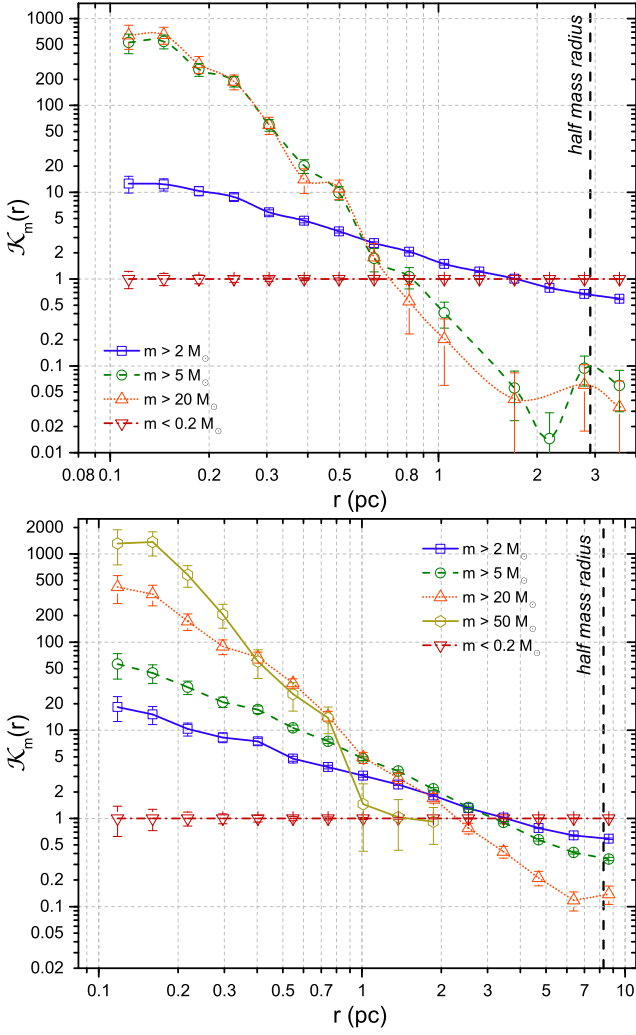 1000
500
200
100
50
20
10
5
2
1
0.5
0.2
0.1
0.05
0.02
0.01
𝒦m(r)
half mass radius
m > 2 M☉
m > 5 M☉
m > 20 M☉
m < 0.2 M☉
0.08 0.1 0.2 0.3 0.5 0.8 1 2 3
r (pc)
2000
1000
500
200
100
50
20
10
5
2
1
0.5
0.2
0.1
0.05
0.02
𝒦m(r)
m > 2 M☉
m > 5 M☉
m > 20 M☉
m > 50 M☉
m < 0.2 M☉
half mass radius
0.1 0.2 0.3 0.5 0.7 1 2 3 5 7 10
r (pc)